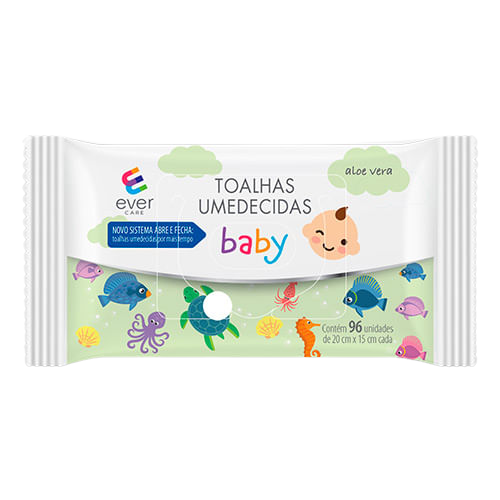 ever
CARE
TOALHAS
UMEDECIDAS
baby
aloe vera
NOVO SISTEMA ABRE E FECHA:
toalhas umedecidas por mais tempo
Contém 96 unidades
de 20 cm x 15 cm cada